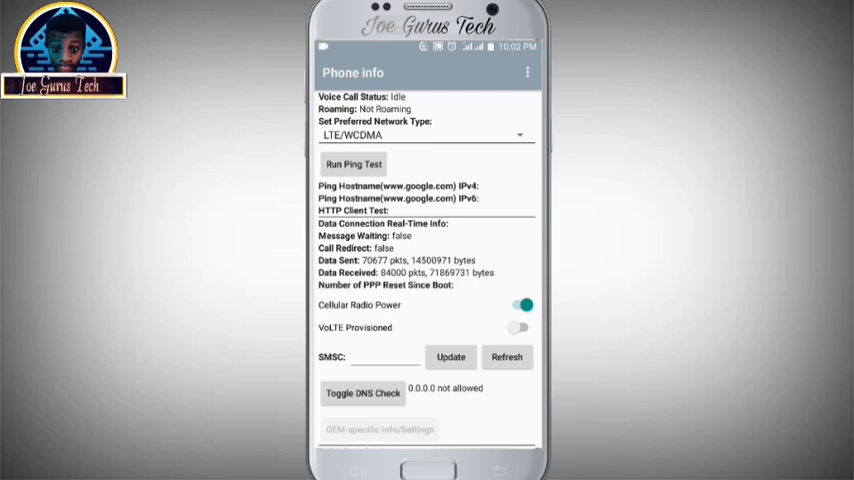 Joe Gurus Tech
Joe Gurus Tech
10:02 PM
Phone info
Voice Call Status: Idle
Roaming: Not Roaming
Set Preferred Network Type:
LTE/WCDMA
Run Ping Test
Ping Hostname(www.google.com) IPv4:
Ping Hostname(www.google.com) IPv6:
HTTP Client Test:
Data Connection Real-Time Info:
Message Waiting: false
Call Redirect: false
Data Sent: 70677 pkts, 14500971 bytes
Data Received: 84000 pkts, 71869731 bytes
Number of PPP Reset Since Boot:
Cellular Radio Power
VoLTE Provisioned
SMSC: Update Refresh
Toggle DNS Check 0.0.0.0 not allowed
OEM-specific Info/Settings